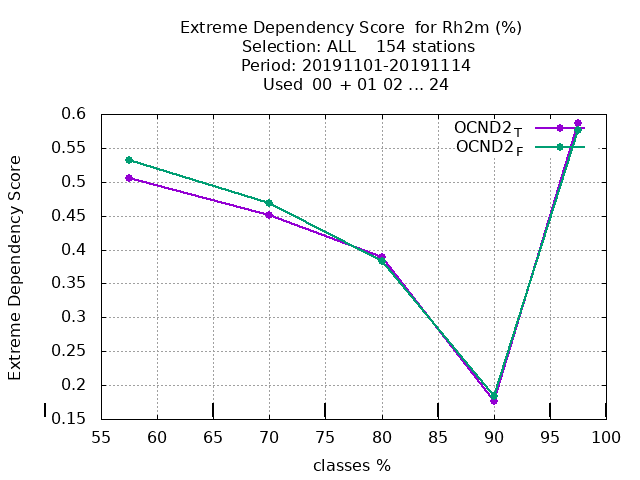 Extreme Dependency Score  for Rh2m (%)
Selection: ALL    154 stations
Period: 20191101-20191114
Used  00 + 01 02 ... 24
OCND2T
OCND2F
0.6
0.55
0.5
0.45
0.4
0.35
0.3
0.25
0.2
0.15
Extreme Dependency Score
55 60 65 70 75 80 85 90 95 100
classes %